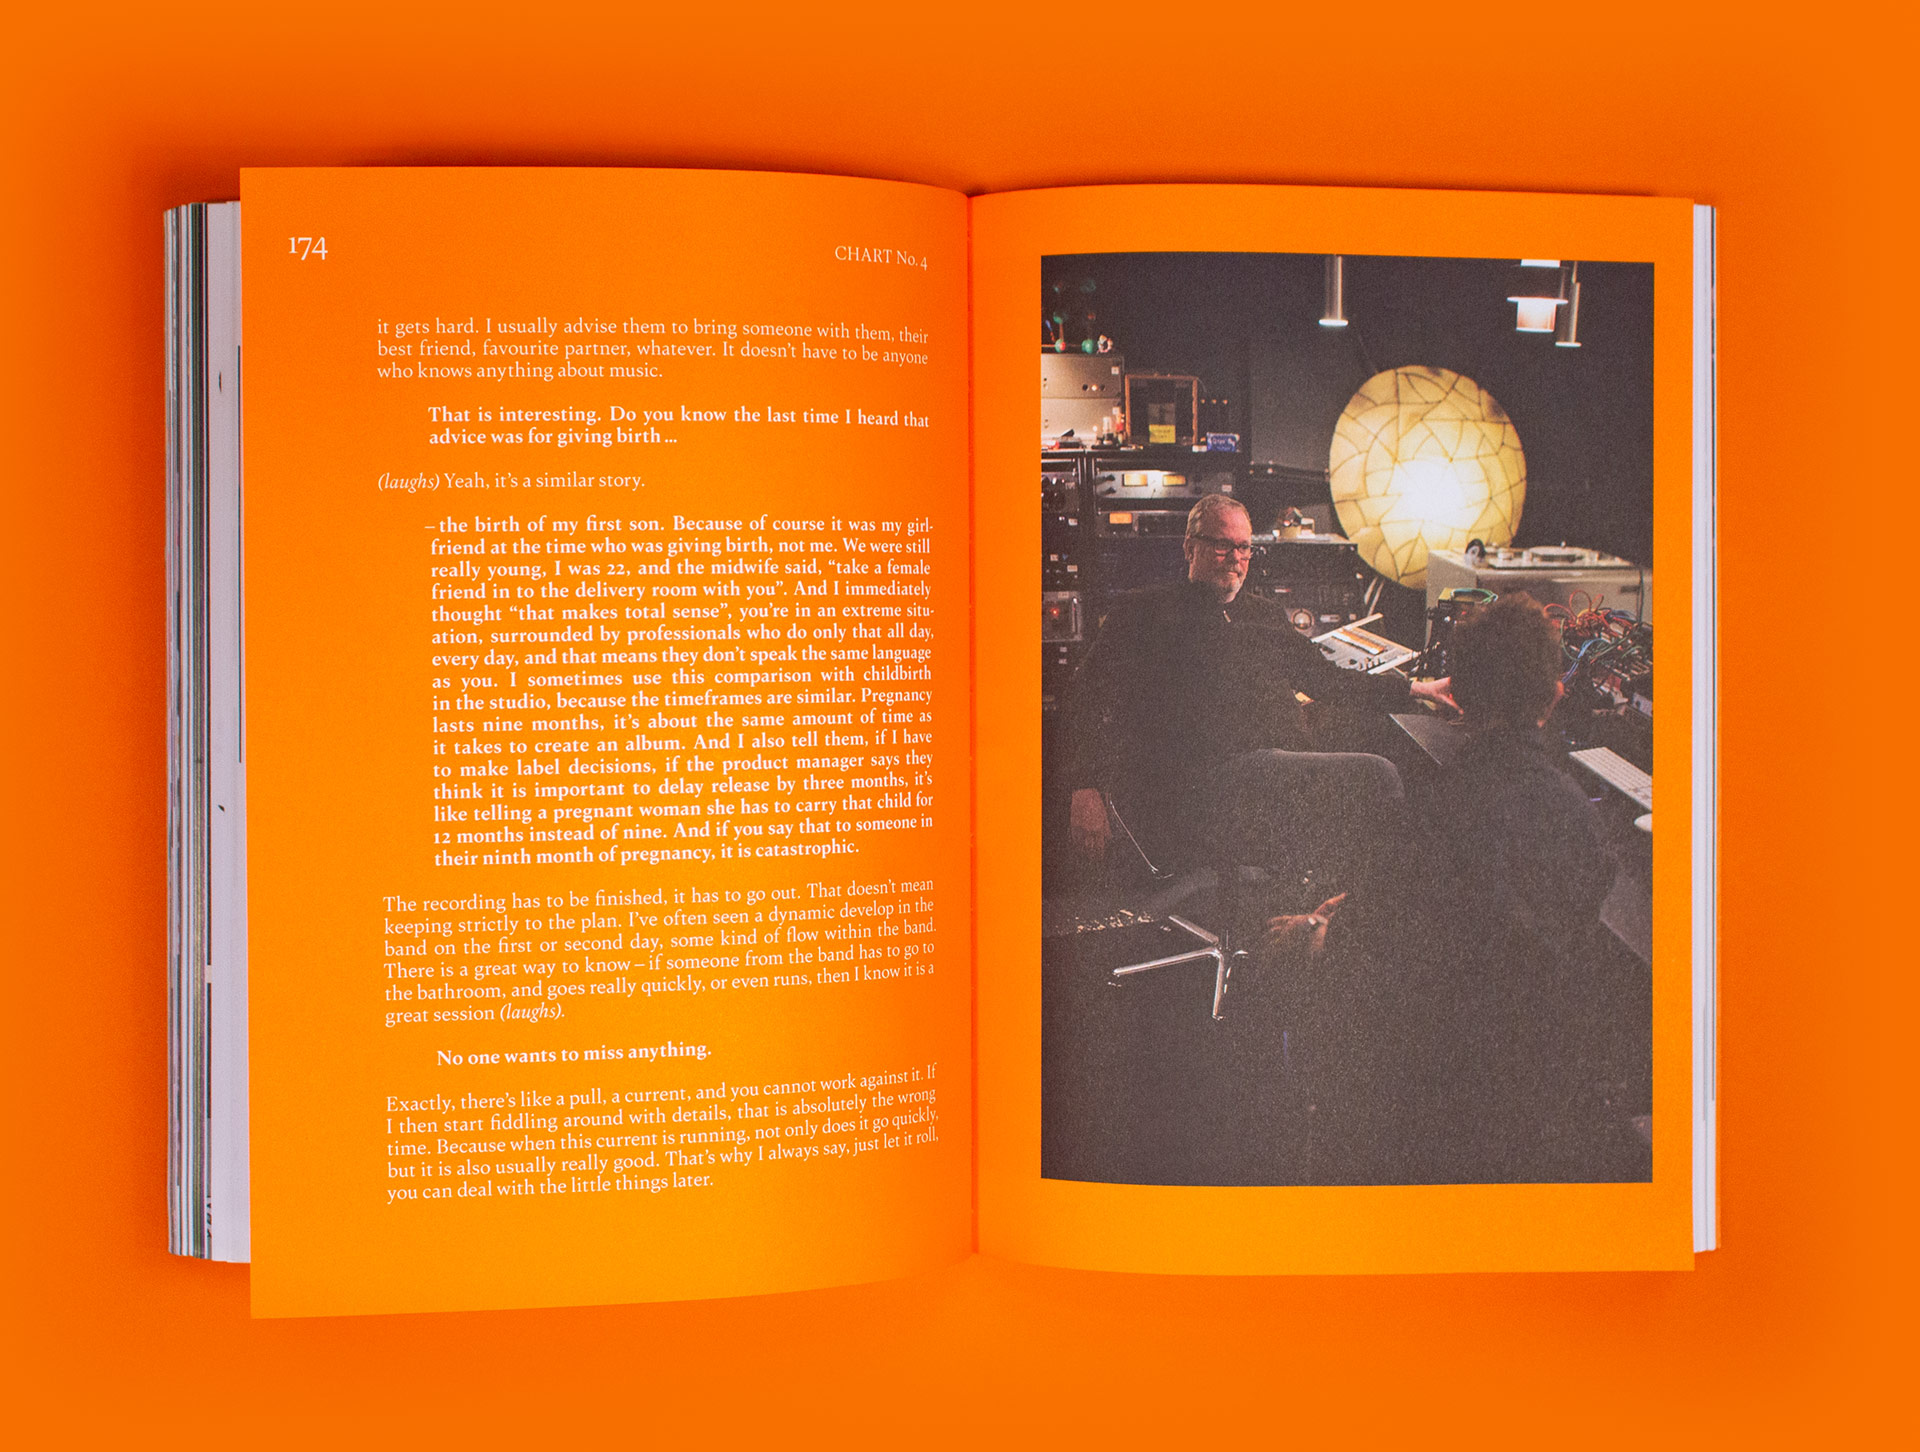 174
CHART No. 4
it gets hard. I usually advise them to bring someone with them, their
best friend, favourite partner, whatever. It doesn't have to be anyone
who knows anything about music.
That is interesting. Do you know the last time I heard that
advice was for giving birth ...
(laughs) Yeah, it's a similar story.
– the birth of my first son. Because of course it was my girl-
friend at the time who was giving birth, not me. We were still
really young, I was 22, and the midwife said, “take a female
friend in to the delivery room with you”. And I immediately
thought “that makes total sense”, you're in an extreme situ-
ation, surrounded by professionals who do only that all day,
every day, and that means they don't speak the same language
as you. I sometimes use this comparison with childbirth
in the studio, because the timeframes are similar. Pregnancy
lasts nine months, it's about the same amount of time as
it takes to create an album. And I also tell them, if I have
to make label decisions, if the product manager says they
think it is important to delay release by three months, it's
like telling a pregnant woman she has to carry that child for
12 months instead of nine. And if you say that to someone in
their ninth month of pregnancy, it is catastrophic.
The recording has to be finished, it has to go out. That doesn't mean
keeping strictly to the plan. I've often seen a dynamic develop in the
band on the first or second day, some kind of flow within the band.
There is a great way to know – if someone from the band has to go to
the bathroom, and goes really quickly, or even runs, then I know it is a
great session (laughs).
No one wants to miss anything.
Exactly, there's like a pull, a current, and you cannot work against it. If
I then start fiddling around with details, that is absolutely the wrong
time. Because when this current is running, not only does it go quickly,
but it is also usually really good. That's why I always say, just let it roll,
you can deal with the little things later.